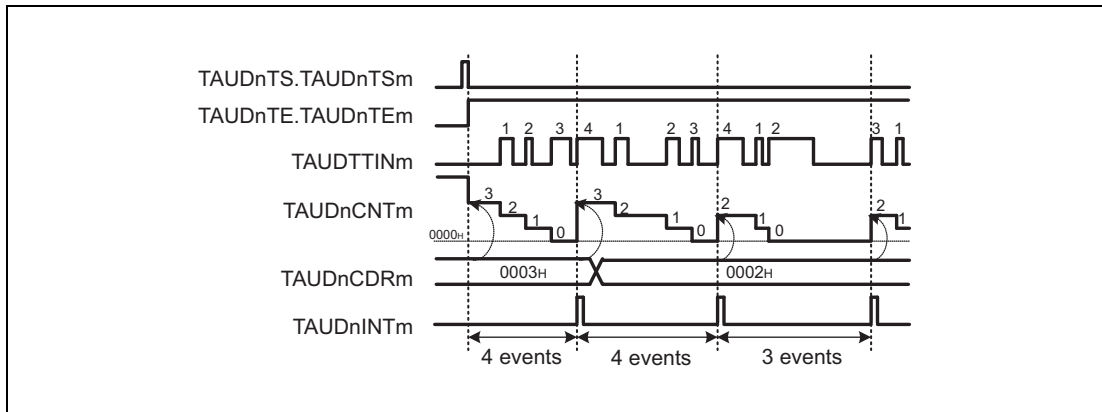 TAUDnTS.TAUDnTSm
TAUDnTE.TAUDnTEm
1 2 3 4 1 2 3 4 1 2 3 1
TAUDTTINm
3 3 2 2
TAUDnCNTm
2 1 0 2 1 0 1 0 1
0000H
TAUDnCDRm
0003H 0002H
TAUDnINTm
4 events 4 events 3 events